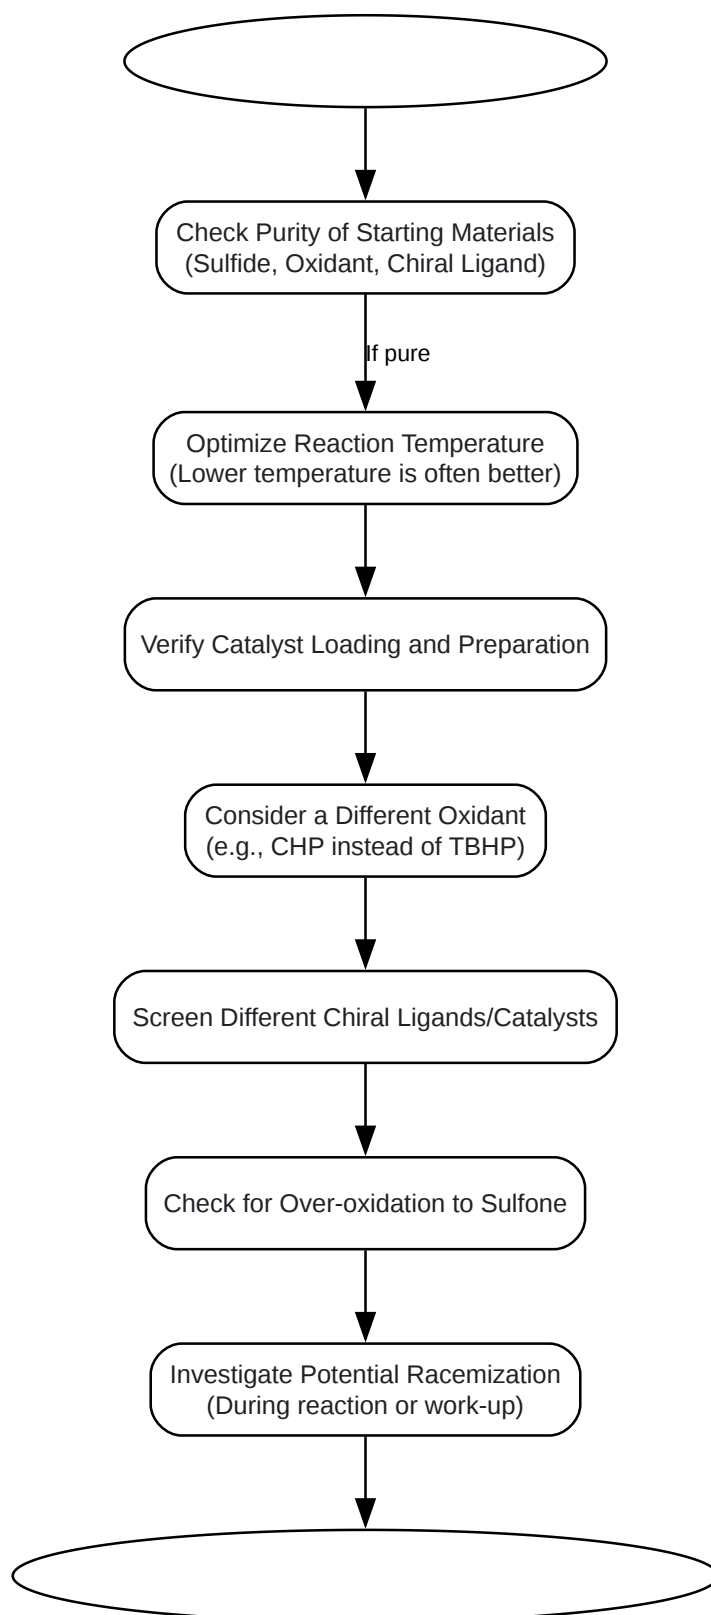 Check Purity of Starting Materials
(Sulfide, Oxidant, Chiral Ligand)
If pure
Optimize Reaction Temperature
(Lower temperature is often better)
Verify Catalyst Loading and Preparation
Consider a Different Oxidant
(e.g., CHP instead of TBHP)
Screen Different Chiral Ligands/Catalysts
Check for Over-oxidation to Sulfone
Investigate Potential Racemization
(During reaction or work-up)